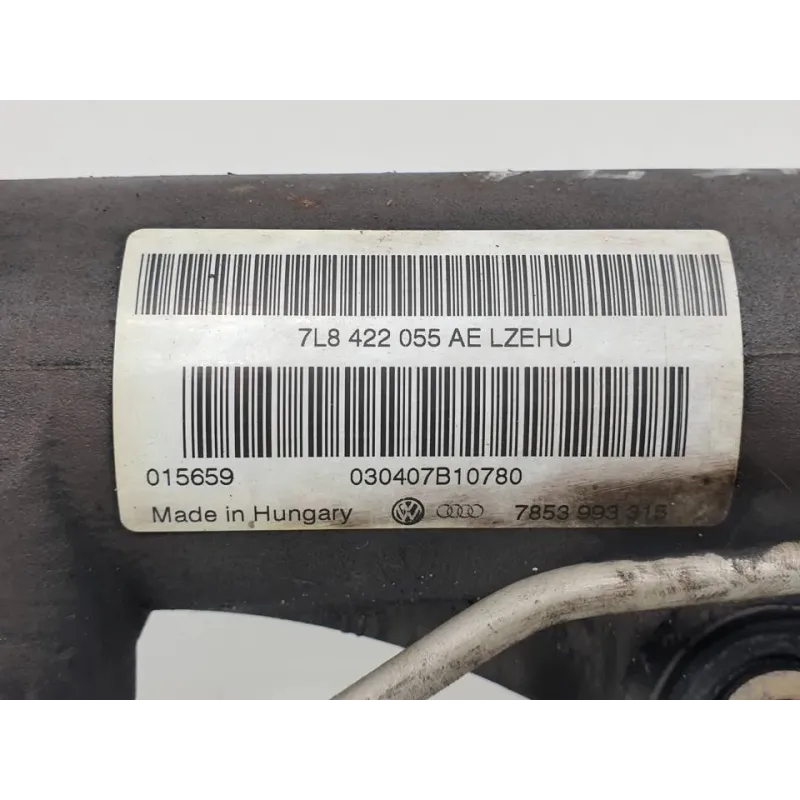 7L8 422 055 AE LZEHU
015659 030407B10780
Made in Hungary 7853 993 315